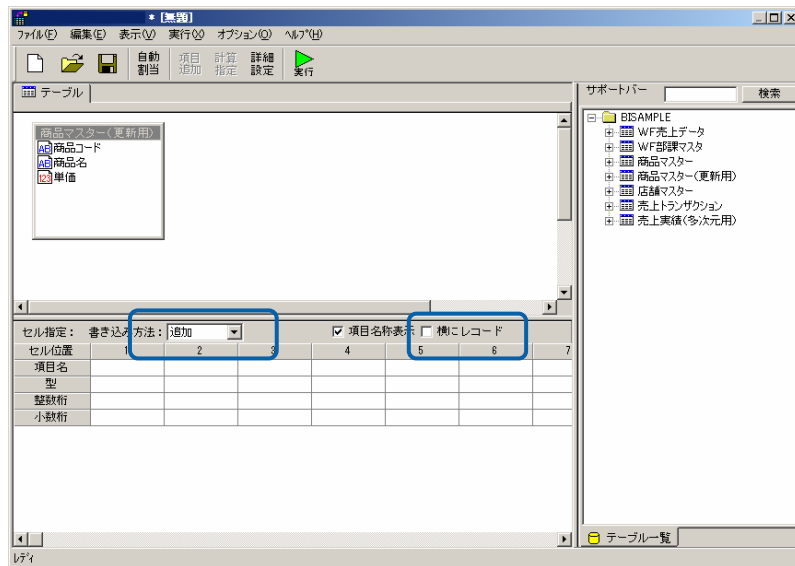 * [無題]
ファイル(F) 編集(E) 表示(V) 実行(X) オプション(O) ヘルプ(H)
自動割当 項目追加 計算指定 詳細設定 実行
テーブル
サポートバー 検索
商品マスター(更新用)
AB 商品コード
AB 商品名
123 単価
BISAMPLE
WF売上データ
WF部課マスタ
商品マスター
商品マスター(更新用)
店舗マスター
売上トランザクション
売上実績(多次元用)
セル指定: 書き込み方法: 追加 項目名称表示 横にレコード
セル位置 1 2 3 4 5 6 7
項目名
型
整数桁
小数桁
テーブル一覧
レディ